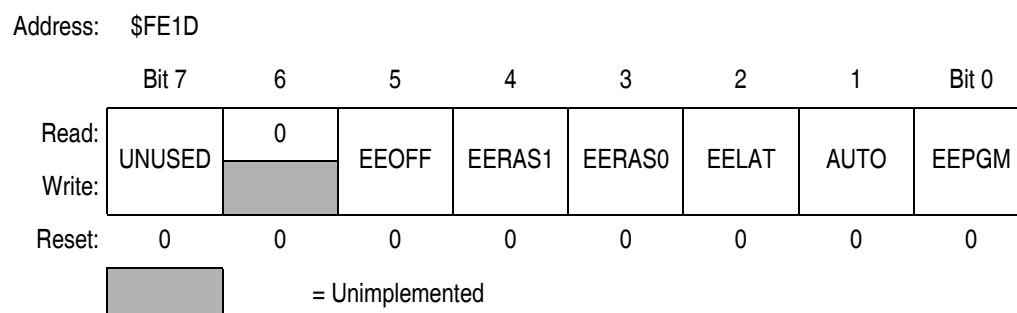 Address: $FE1D
Bit 7 6 5 4 3 2 1 Bit 0
Read: 0
UNUSED EEOFF EERAS1 EERAS0 EELAT AUTO EEPGM
Write:
Reset: 0 0 0 0 0 0 0 0
= Unimplemented